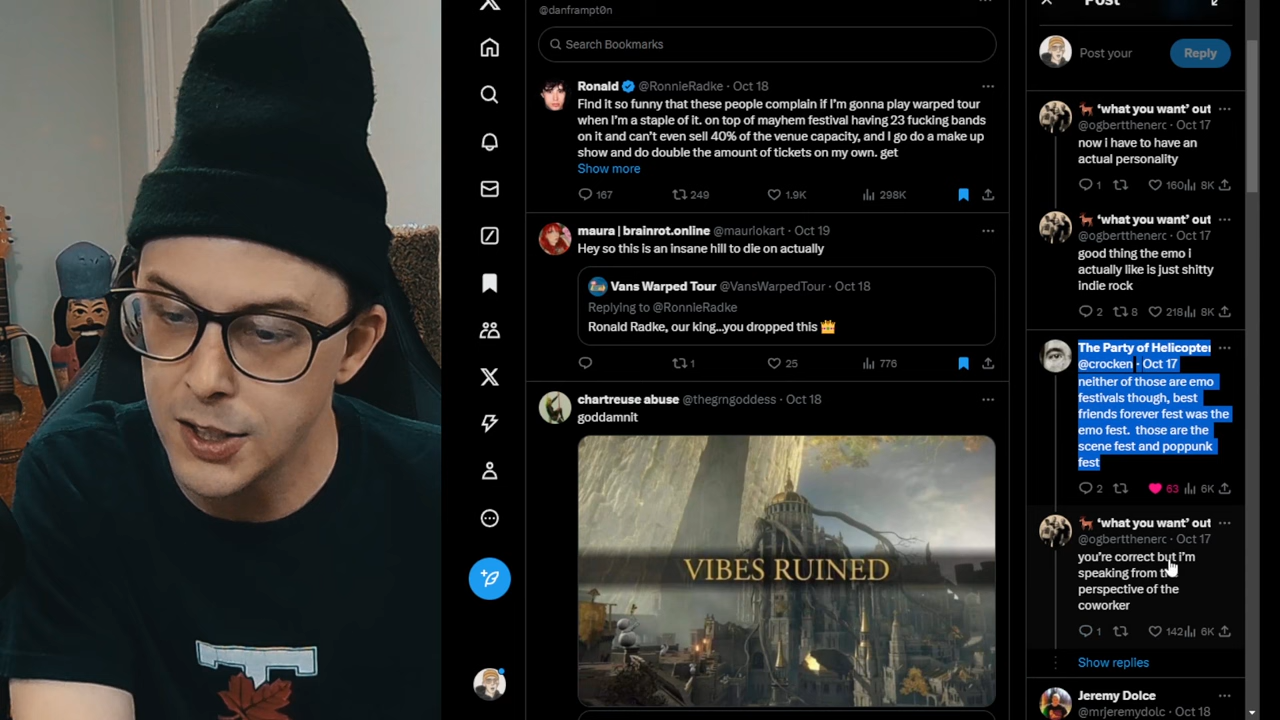 @danframpt0n
Search Bookmarks
Ronald @RonnieRadke · Oct 18
Find it so funny that these people complain if I'm gonna play warped tour
when I'm a staple of it. on top of mayhem festival having 23 fucking bands
on it and can't even sell 40% of the venue capacity, and I go do a make up
show and do double the amount of tickets on my own. get
Show more
167 249 1.9K 298K
maura | brainrot.online @maurlokart · Oct 19
Hey so this is an insane hill to die on actually
Vans Warped Tour @VansWarpedTour · Oct 18
Replying to @RonnieRadke
Ronald Radke, our king...you dropped this 👑
1 25 776
chartreuse abuse @thegrngoddess · Oct 18
goddamnit
VIBES RUINED
Post
Post your
Reply
'what you want' out
@ogbertthenerc · Oct 17
now i have to have an
actual personality
1 160 8K
'what you want' out
@ogbertthenerc · Oct 17
good thing the emo I
actually like is just shitty
indie rock
2 8 218 8K
The Party of Helicopter
@crocken · Oct 17
neither of those are emo
festivals though, best
friends forever fest was the
emo fest. those are the
scene fest and poppunk
fest
2 63 6K
'what you want' out
@ogbertthenerc · Oct 17
you're correct but i'm
speaking from the
perspective of the
coworker
1 142 6K
Show replies
Jeremy Dolce
@mrjeremydolc · Oct 18